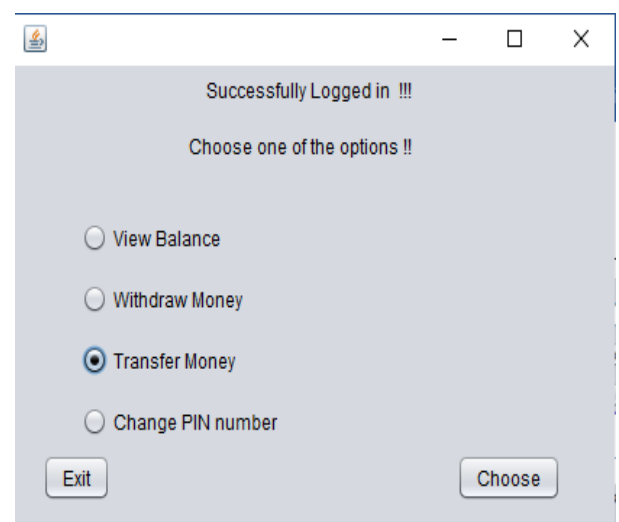 Successfully Logged in !!!
Choose one of the options !!
View Balance
Withdraw Money
Transfer Money
Change PIN number
Exit
Choose